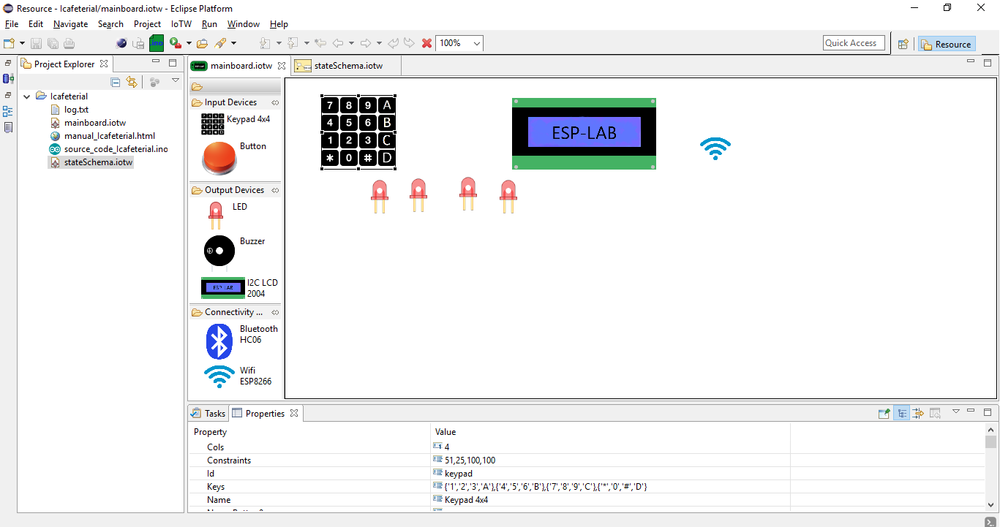 Resource - lcafeterial/mainboard.iotw - Eclipse Platform
File Edit Navigate Search Project IoTW Run Window Help
.ino 100% Quick Access Resource
Project Explorer
lcafeterial
log.txt
mainboard.iotw
manual_lcafeterial.html
source_code_lcafeterial.ino
stateSchema.iotw
mainboard.iotw stateSchema.iotw
Input Devices
Keypad 4x4
Button
Output Devices
LED
Buzzer
ESP-LAB
I2C LCD
2004
Connectivity ...
Bluetooth
HC06
Wifi
ESP8266
7 8 9 A
4 5 6 B
1 2 3 C
* 0 # D
ESP-LAB
Tasks Properties
Property Value
Cols 4
Constraints 51,25,100,100
Id keypad
Keys {'1','2','3','A'},{'4','5','6','B'},{'7','8','9','C'},{'*','0','#','D'}
Name Keypad 4x4